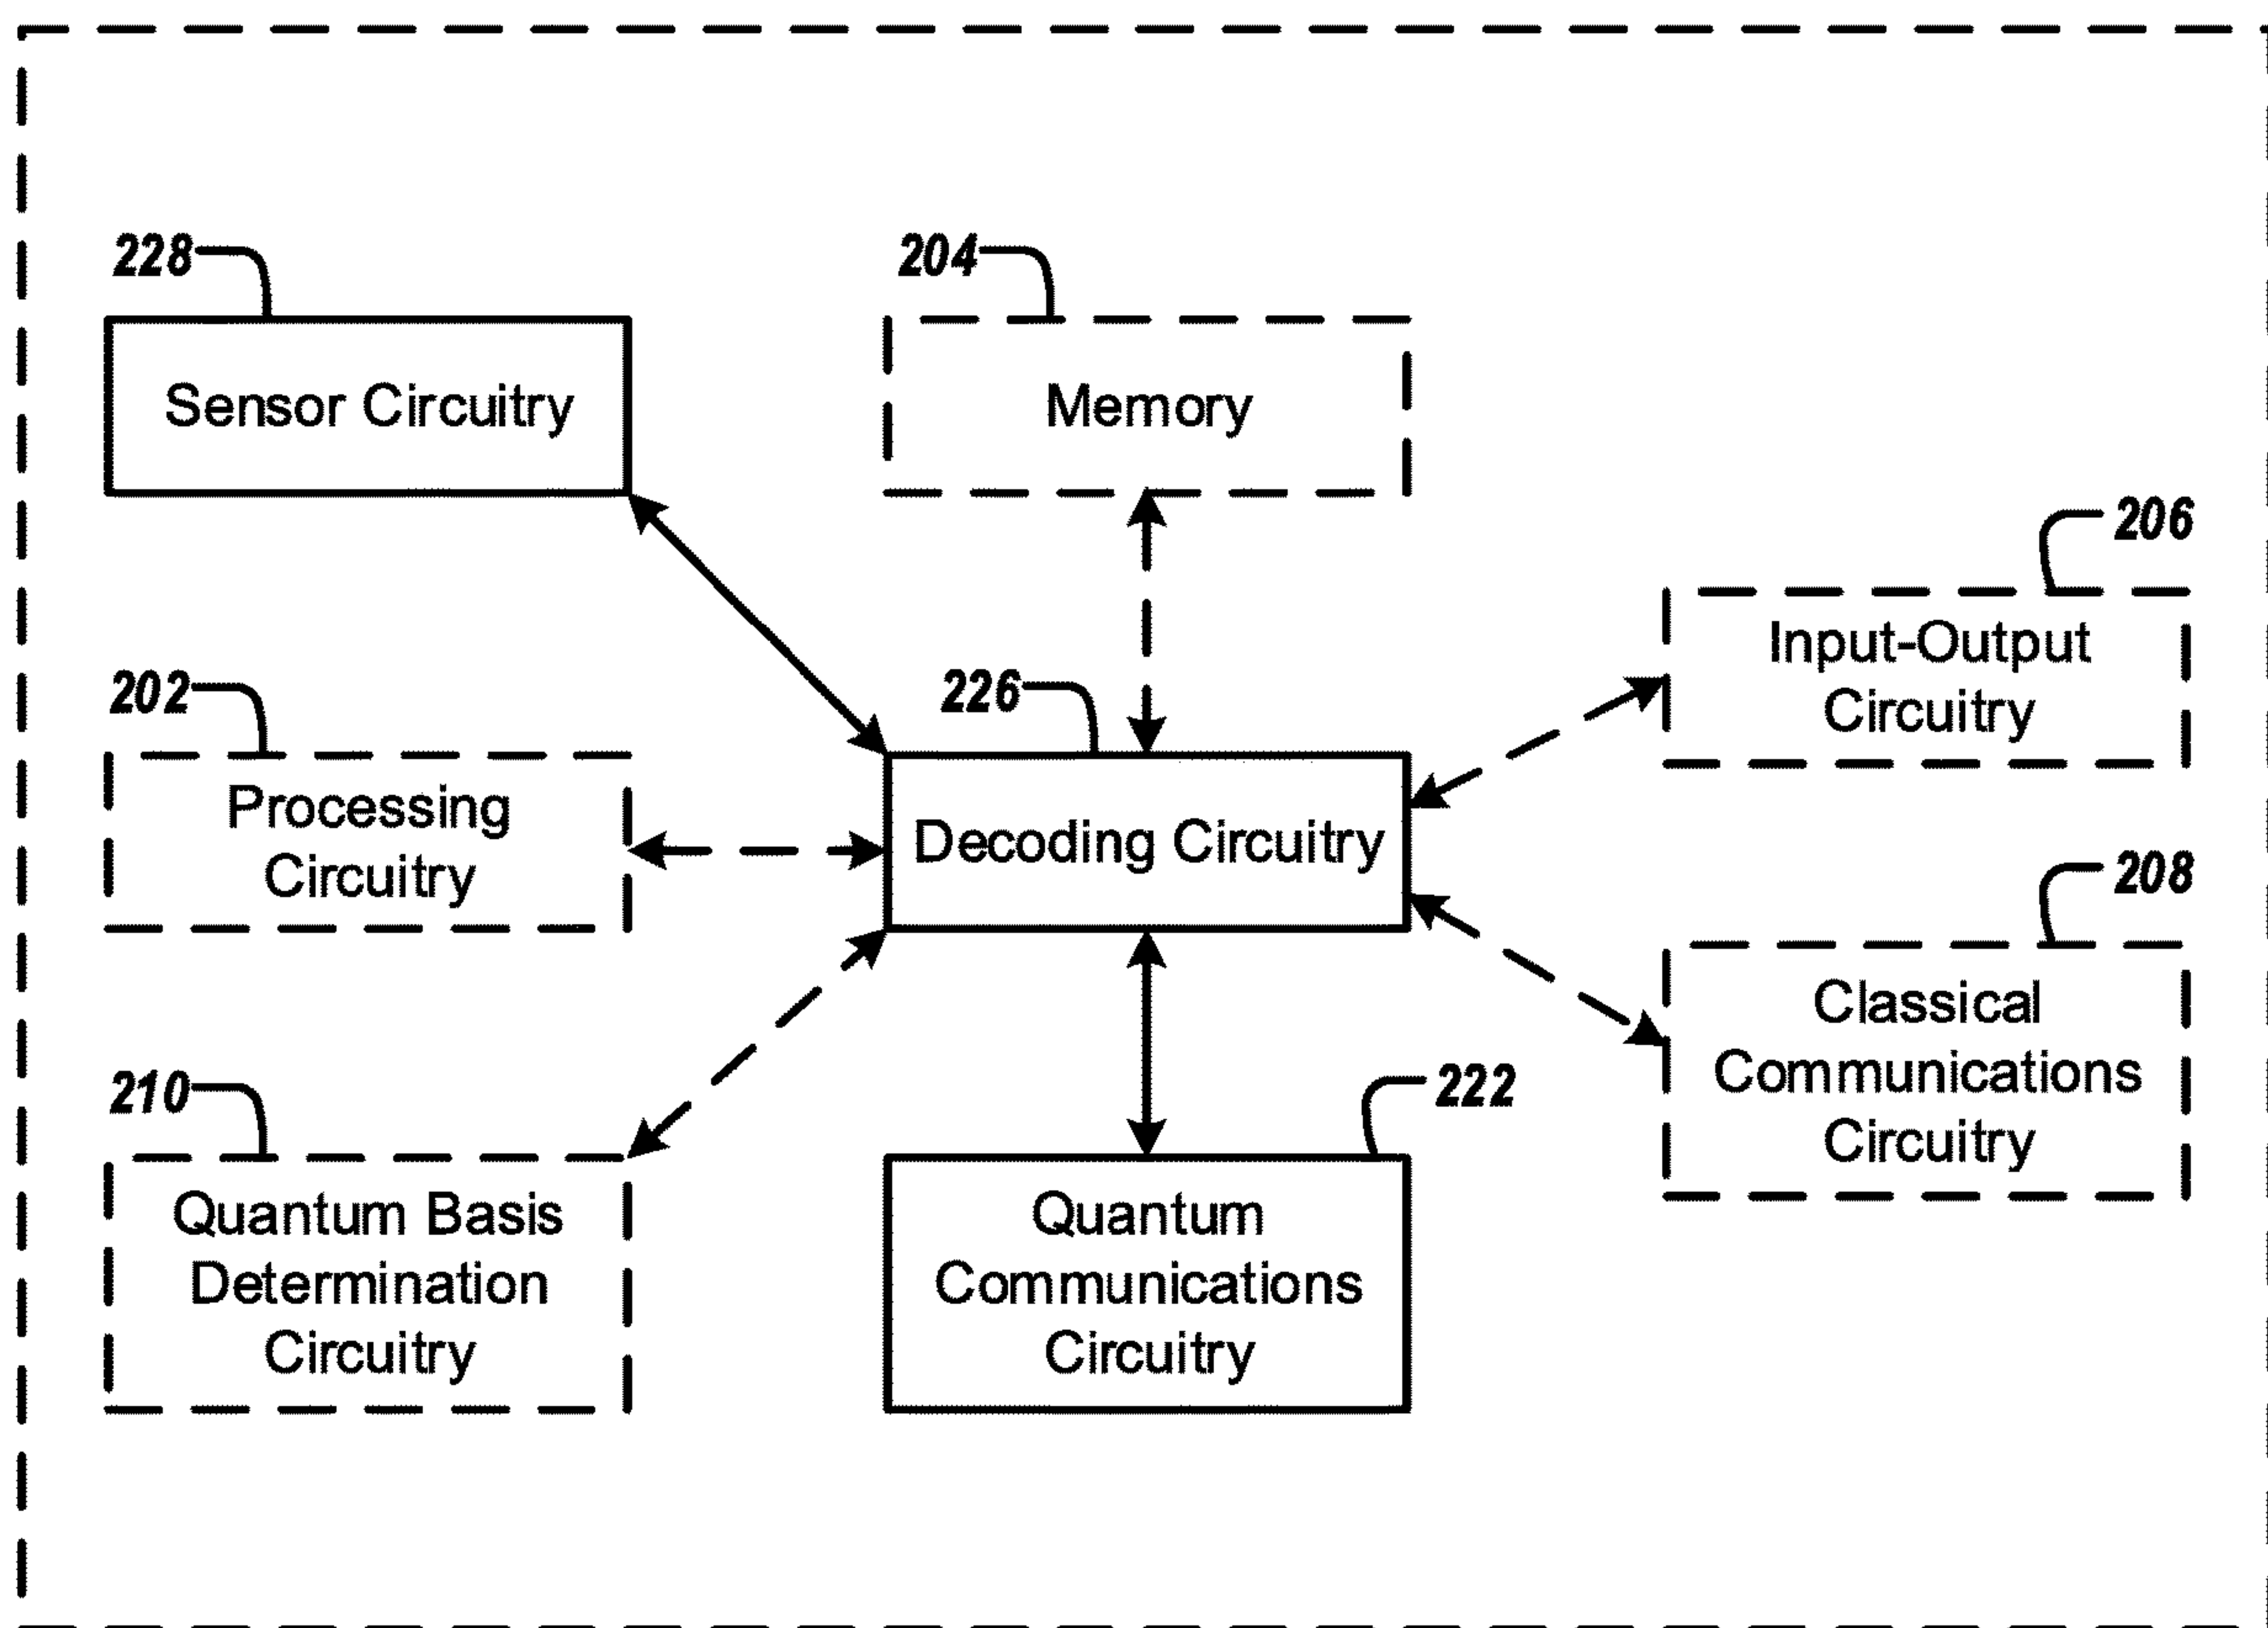 228
Sensor Circuitry
204
Memory
206
Input-Output
Circuitry
202
Processing
Circuitry
226
Decoding Circuitry
208
Classical
Communications
Circuitry
210
Quantum Basis
Determination
Circuitry
222
Quantum
Communications
Circuitry